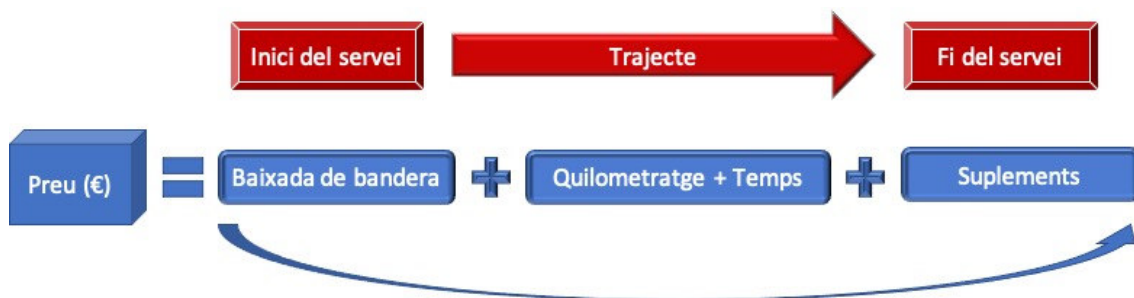 Inici del servei
Trajecte
Fi del servei
Preu (€)
=
Baixada de bandera
+
Quilometratge + Temps
+
Suplements